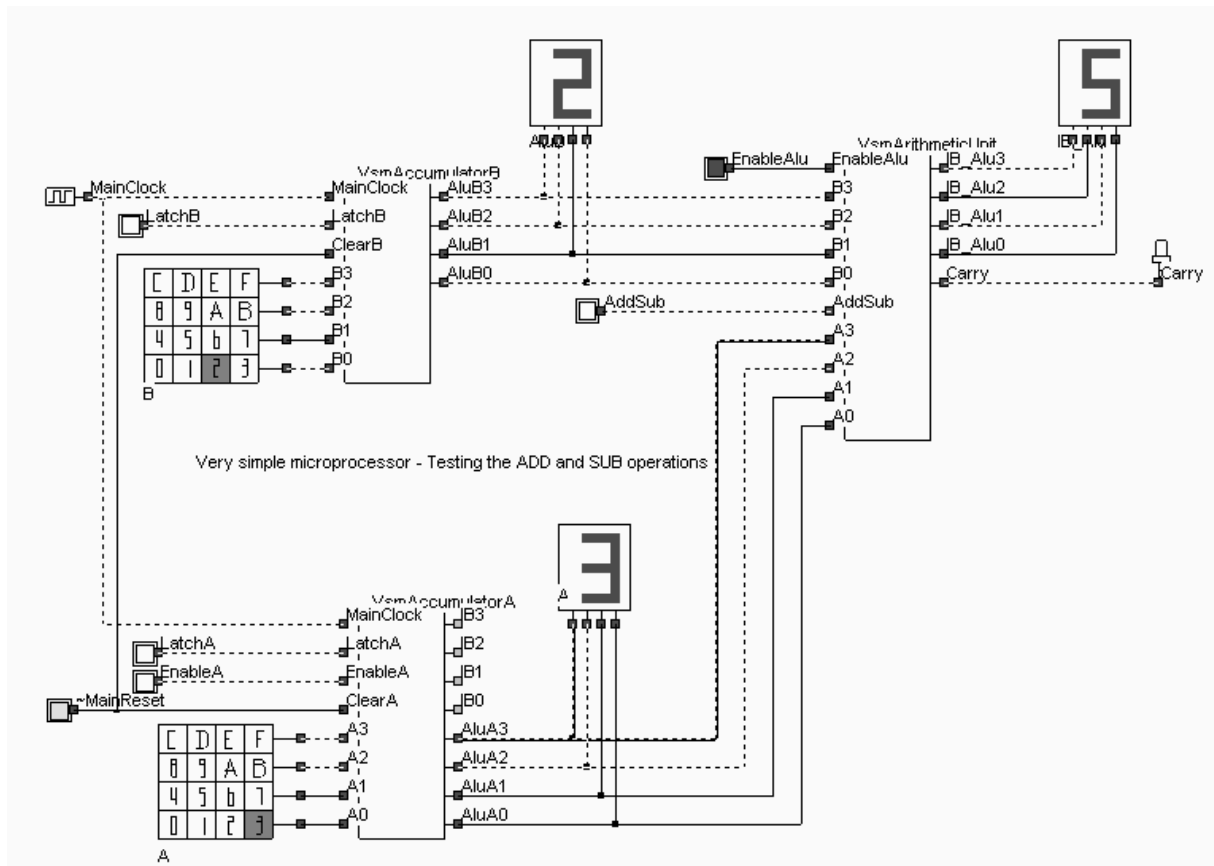 2
5
AluB
IB_Alu
VsmArithmeticUnit
EnableAlu
EnableAlu
IB_Alu3
VsmAccumulatorB
MainClock
MainClock
AluB3
B3
IB_Alu2
LatchB
LatchB
AluB2
B2
IB_Alu1
ClearB
AluB1
B1
IB_Alu0
C D E F
B3
AluB0
B0
Carry
Carry
8 9 A B
B2
AddSub
AddSub
4 5 6 7
B1
A3
0 1 2 3
B0
A2
B
A1
A0
Very simple microprocessor - Testing the ADD and SUB operations
3
A
VsmAccumulatorA
MainClock
IB3
LatchA
LatchA
IB2
EnableA
EnableA
IB1
~MainReset
ClearA
IB0
C D E F
A3
AluA3
8 9 A B
A2
AluA2
4 5 6 7
A1
AluA1
0 1 2 3
A0
AluA0
A